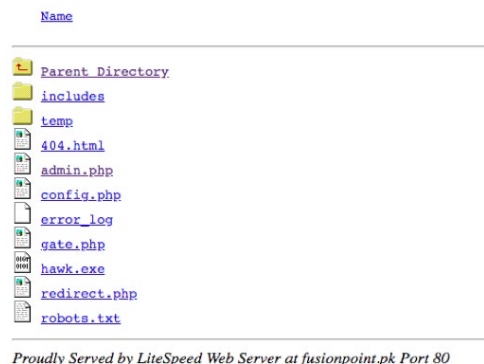 Name
Parent Directory
includes
temp
404.html
admin.php
config.php
error_log
gate.php
hawk.exe
redirect.php
robots.txt
Proudly Served by LiteSpeed Web Server at fusionpoint.pk Port 80